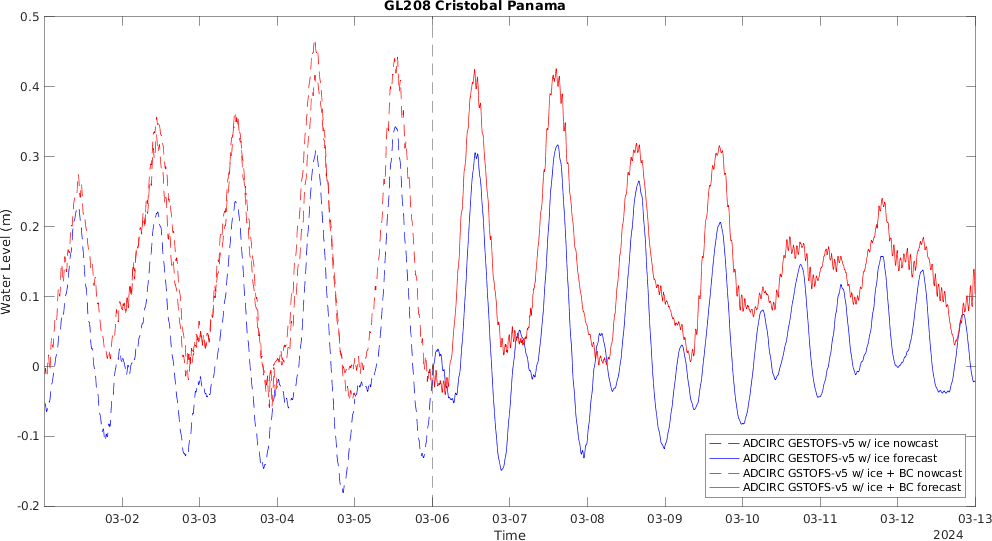 GL208 Cristobal Panama
0.5
0.4
0.3
0.2
0.1
0
-0.1
-0.2
Water Level (m)
ADCIRC GESTOFS-v5 w/ ice nowcast
ADCIRC GESTOFS-v5 w/ ice forecast
ADCIRC GSTOFS-v5 w/ ice + BC nowcast
ADCIRC GSTOFS-v5 w/ ice + BC forecast
03-02 03-03 03-04 03-05 03-06 03-07 03-08 03-09 03-10 03-11 03-12 03-13
Time
2024